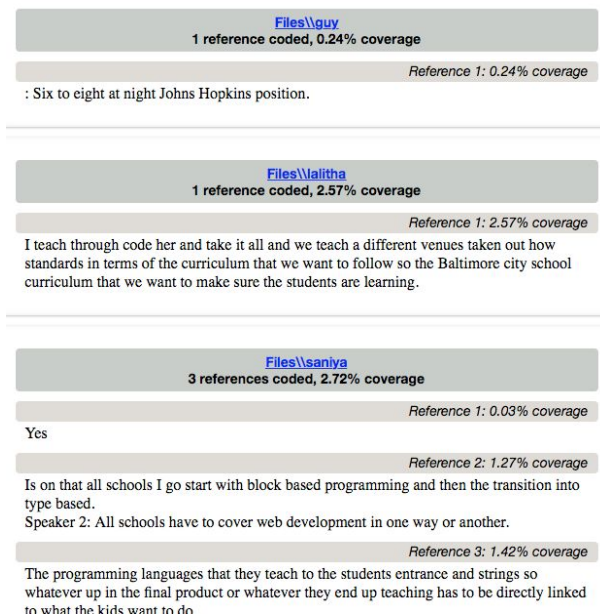 Files\\guy
1 reference coded, 0.24% coverage
Reference 1: 0.24% coverage
: Six to eight at night Johns Hopkins position.
Files\\lalitha
1 reference coded, 2.57% coverage
Reference 1: 2.57% coverage
I teach through code her and take it all and we teach a different venues taken out how
standards in terms of the curriculum that we want to follow so the Baltimore city school
curriculum that we want to make sure the students are learning.
Files\\saniya
3 references coded, 2.72% coverage
Reference 1: 0.03% coverage
Yes
Reference 2: 1.27% coverage
Is on that all schools I go start with block based programming and then the transition into
type based.
Speaker 2: All schools have to cover web development in one way or another.
Reference 3: 1.42% coverage
The programming languages that they teach to the students entrance and strings so
whatever up in the final product or whatever they end up teaching has to be directly linked
to what the kids want to do